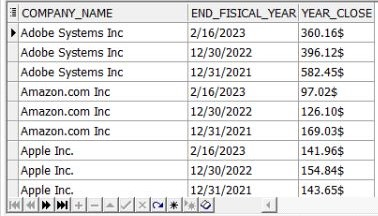 COMPANY_NAME END_FISICAL_YEAR YEAR_CLOSE
Adobe Systems Inc 2/16/2023 360.16$
Adobe Systems Inc 12/30/2022 396.12$
Adobe Systems Inc 12/31/2021 582.45$
Amazon.com Inc 2/16/2023 97.02$
Amazon.com Inc 12/30/2022 126.10$
Amazon.com Inc 12/31/2021 169.03$
Apple Inc. 2/16/2023 141.96$
Apple Inc. 12/30/2022 154.84$
Apple Inc. 12/31/2021 143.65$